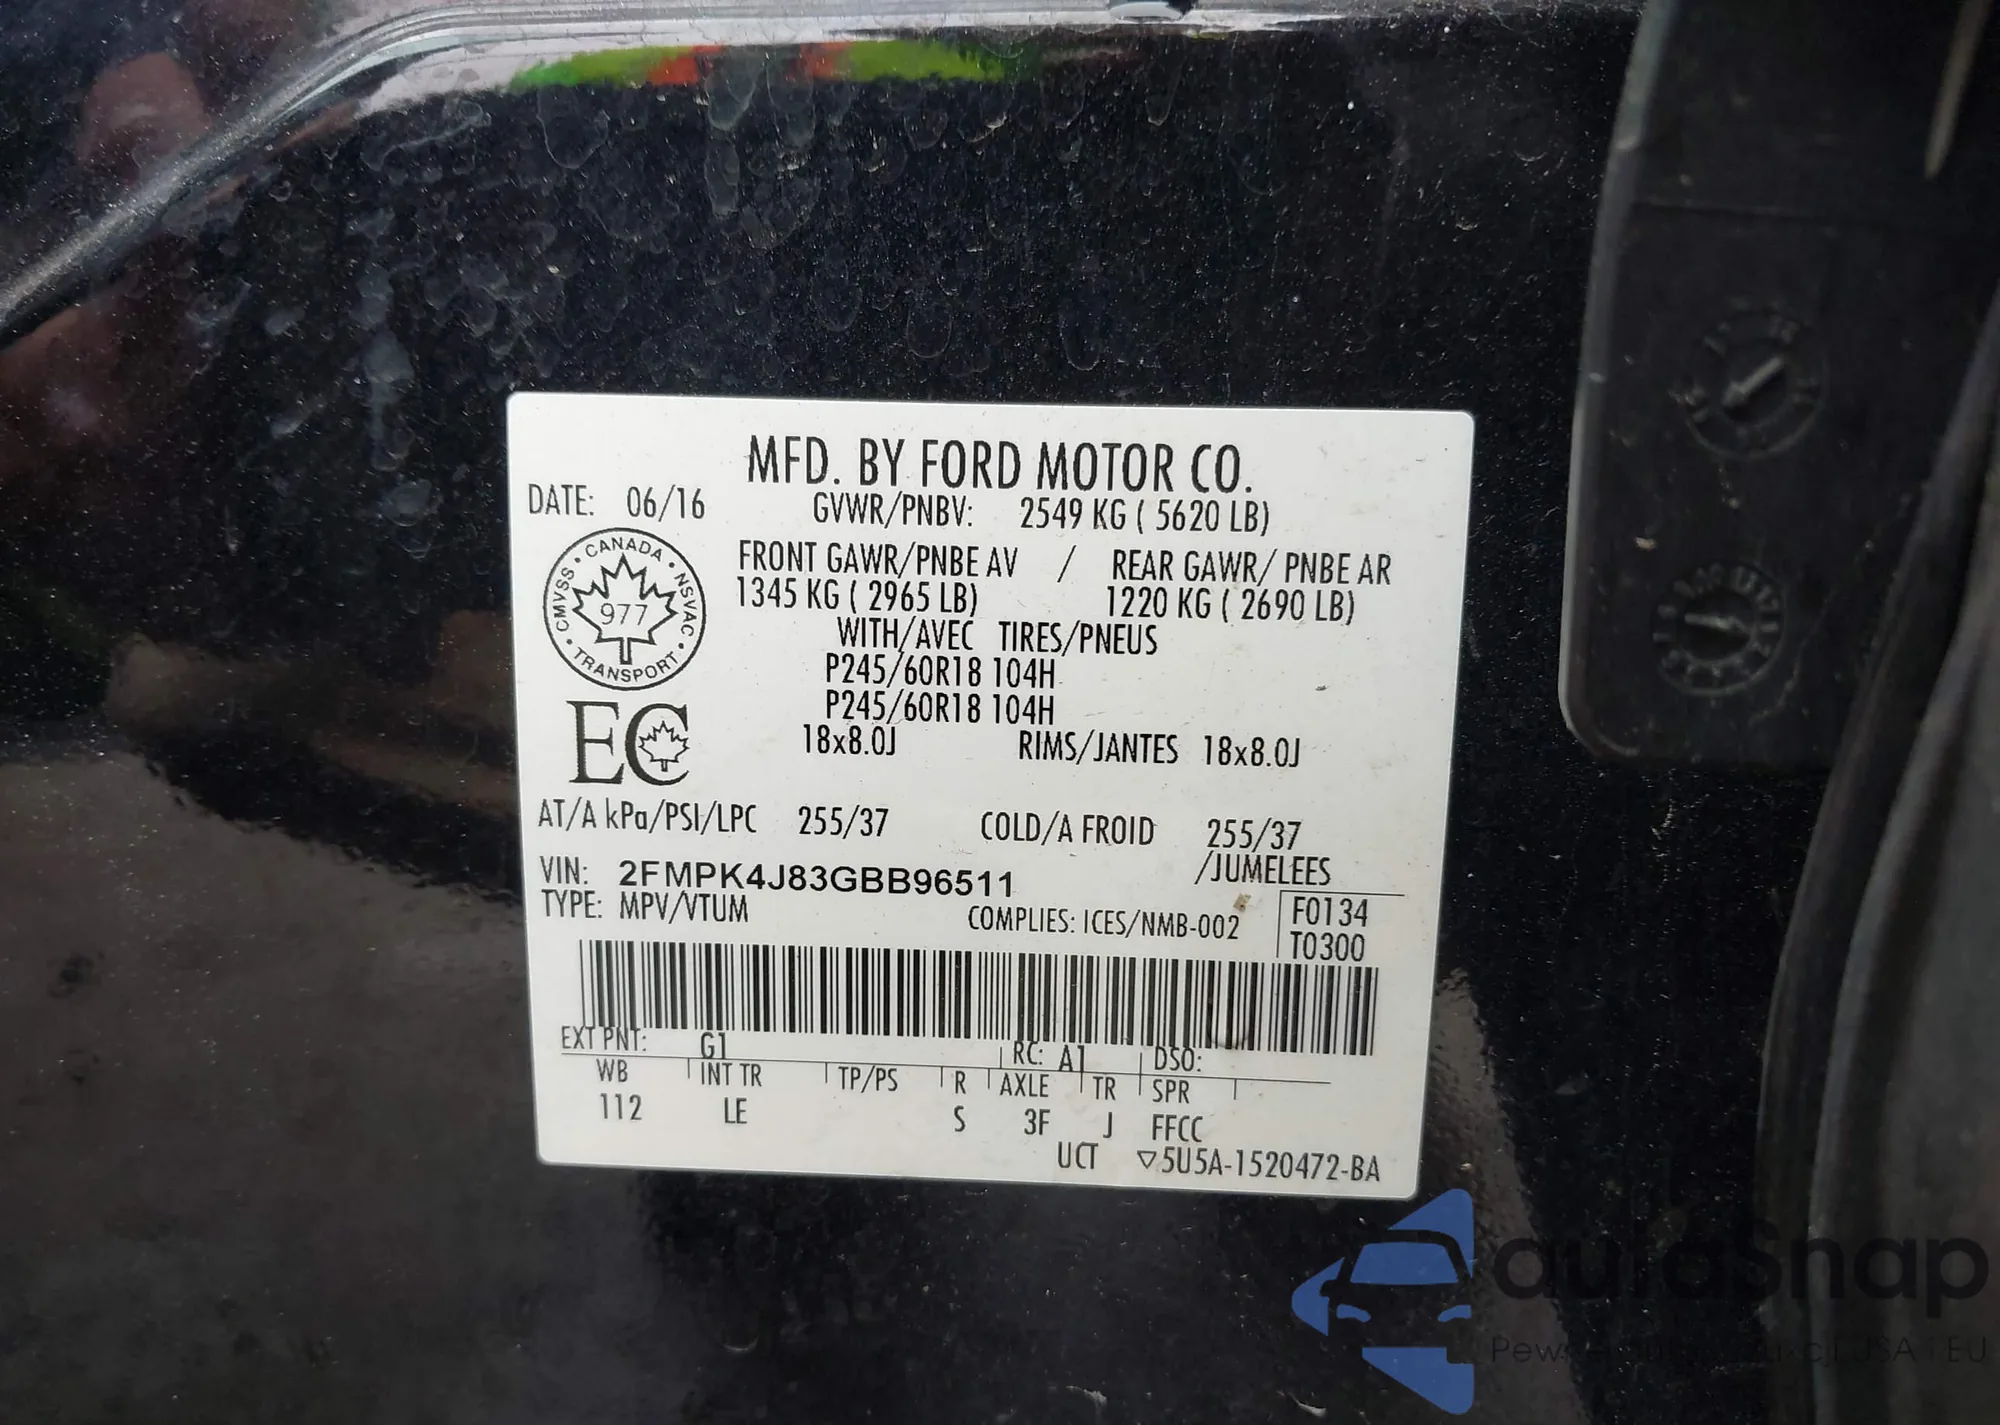 MFD. BY FORD MOTOR CO.
DATE: 06/16 GVWR/PNBV: 2549 KG ( 5620 LB)
FRONT GAWR/PNBE AV / REAR GAWR/ PNBE AR
1345 KG ( 2965 LB) 1220 KG ( 2690 LB)
WITH/AVEC TIRES/PNEUS
P245/60R18 104H
P245/60R18 104H
18x8.0J RIMS/JANTES 18x8.0J
CANADA · NSVAC · TRANSPORT · CMVSS ·
977
EC
AT/A kPa/PSI/LPC 255/37 COLD/A FROID 255/37
/JUMELEES
VIN: 2FMPK4J83GBB96511
TYPE: MPV/VTUM COMPLIES: ICES/NMB-002
F0134
T0300
EXT PNT: G1 RC: A1 DSO:
WB INT TR TP/PS R AXLE TR SPR
112 LE S 3F J FFCC
UCT ▽5U5A-1520472-BA
autaSnap
USA i EU